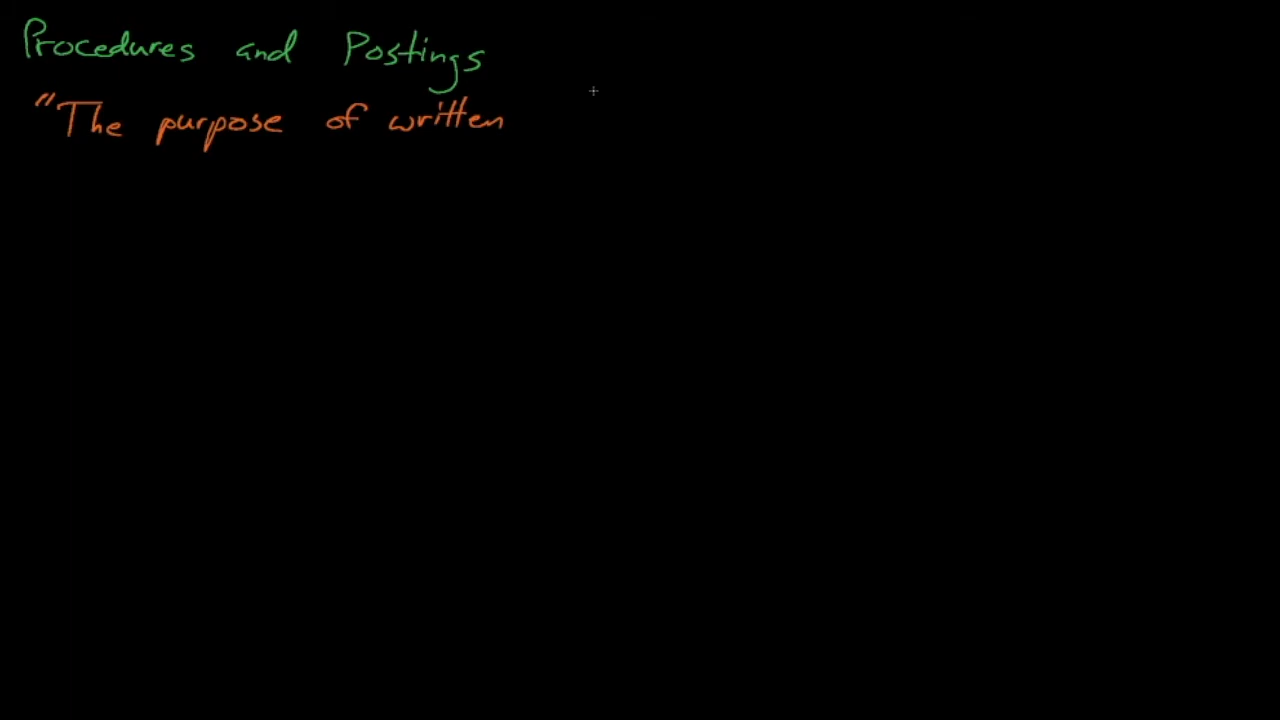 Procedures and Postings
"The purpose of written